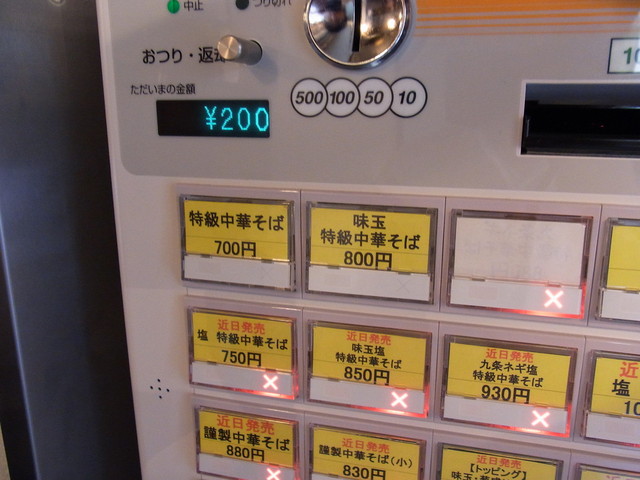 中止
つり切れ
おつり・返却
ただいまの金額
¥200
500 100 50 10
特級中華そば
700円
味玉
特級中華そば
800円
近日発売
塩 特級中華そば
750円
近日発売
味玉塩
特級中華そば
850円
近日発売
九条ネギ塩
特級中華そば
930円
近日発売
謹製中華そば
880円
近日発売
謹製中華そば(小)
830円
近日発売
【トッピング】